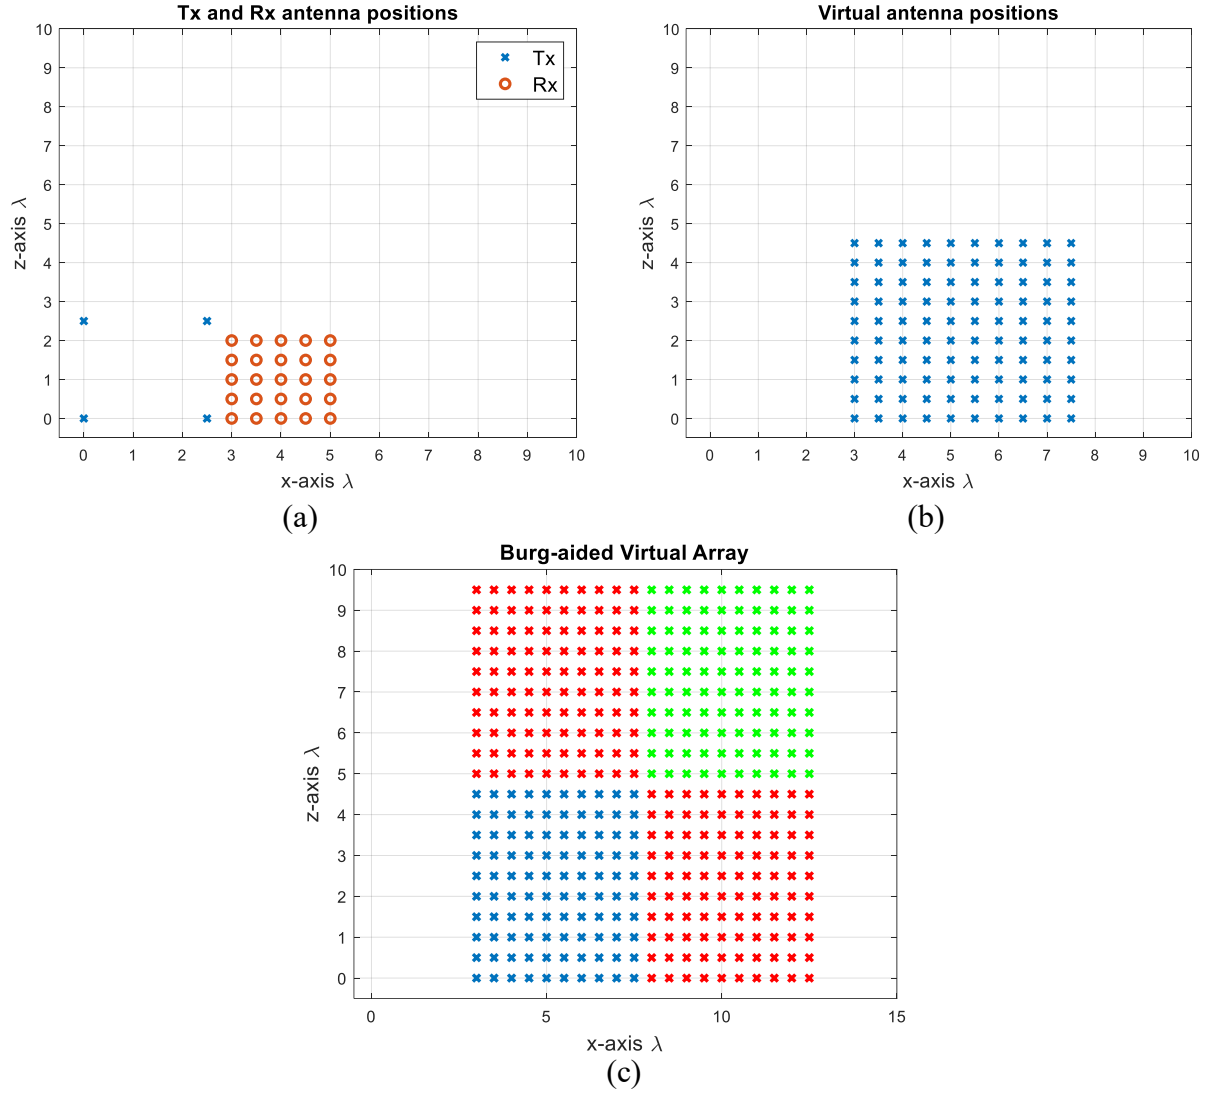 Tx and Rx antenna positions
10
9
8
7
6
5
4
3
2
1
0
z-axis λ
Tx
Rx
0 1 2 3 4 5 6 7 8 9 10
x-axis λ
(a)
Virtual antenna positions
10
9
8
7
6
5
4
3
2
1
0
z-axis λ
0 1 2 3 4 5 6 7 8 9 10
x-axis λ
(b)
Burg-aided Virtual Array
10
9
8
7
6
5
4
3
2
1
0
z-axis λ
0 5 10 15
x-axis λ
(c)